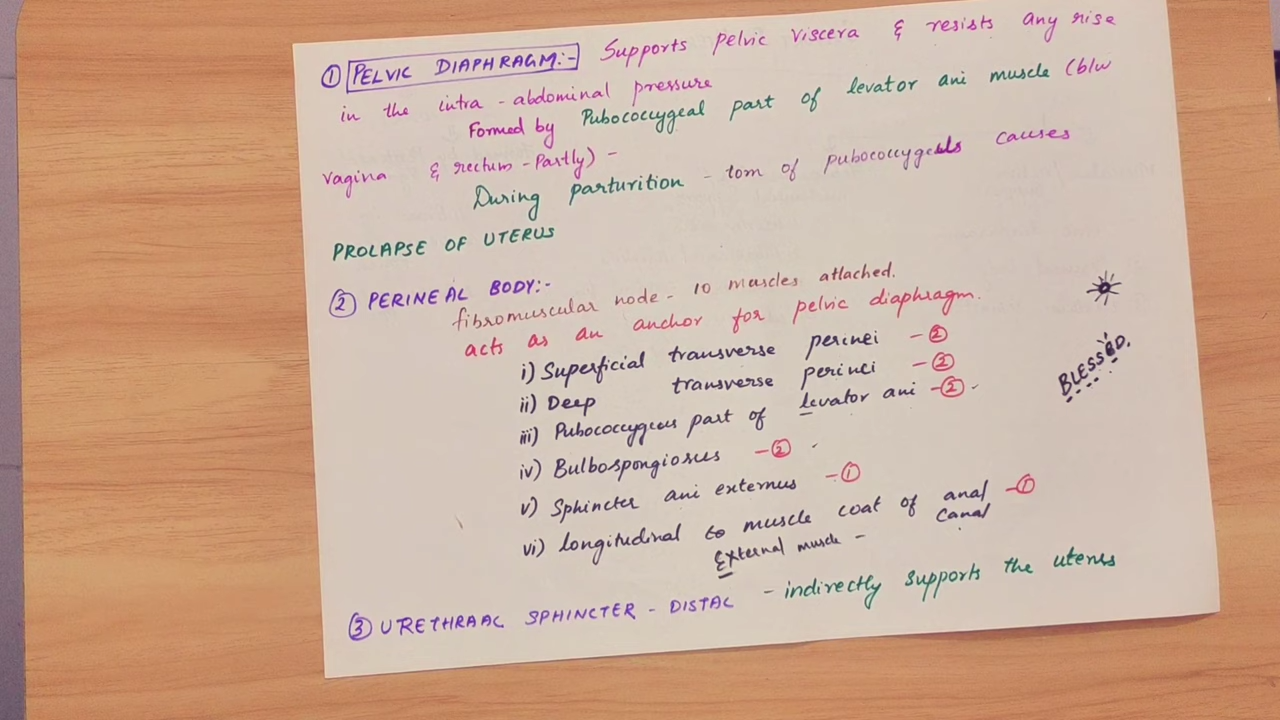 ① PELVIC DIAPHRAGM:- Supports pelvic viscera & resists any rise
in the intra - abdominal pressure
Formed by Pubococcygeal part of levator ani muscle (blw
vagina & rectum - Partly) -
During parturition - torn of pubococcygeus causes
PROLAPSE OF UTERUS
② PERINEAL BODY:-
fibromuscular node - 10 muscles attached.
acts as an anchor for pelvic diaphragm.
i) Superficial transverse perinei - ②
ii) Deep transverse perinei - ②
iii) Pubococcygeus part of levator ani - ②
iv) Bulbospongiosus - ②
v) Sphincter ani externus - ①
vi) longitudinal muscle coat of anal - ①
canal
External muscle -
③ URETHRAAL SPHINCTER - DISTAL - indirectly supports the uterus
BLESSED.